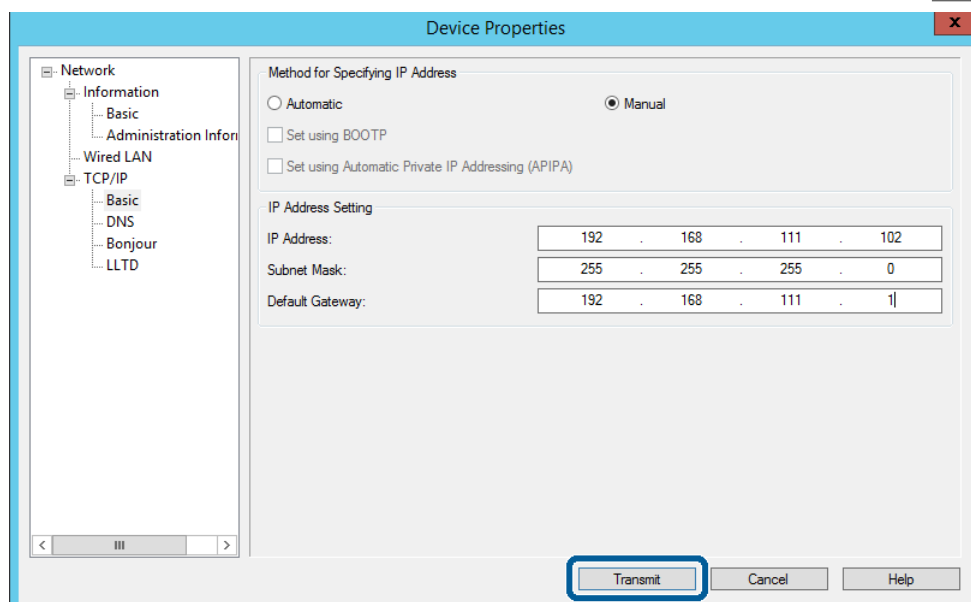 Device Properties
x
Network
Information
Basic
Administration Infor
Wired LAN
TCP/IP
Basic
DNS
Bonjour
LLTD
Method for Specifying IP Address
Automatic
Manual
Set using BOOTP
Set using Automatic Private IP Addressing (APIPA)
IP Address Setting
IP Address: 192 . 168 . 111 . 102
Subnet Mask: 255 . 255 . 255 . 0
Default Gateway: 192 . 168 . 111 . 1
Transmit Cancel Help